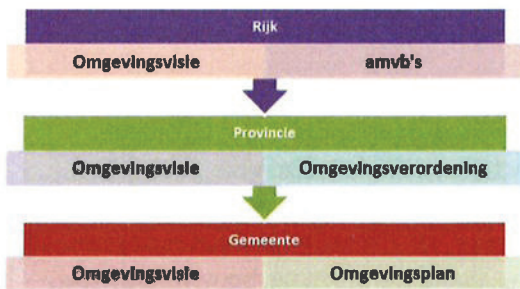 Rijk
Omgevingsvisie amvb's
Provincie
Omgevingsvisie Omgevingsverordening
Gemeente
Omgevingsvisie Omgevingsplan